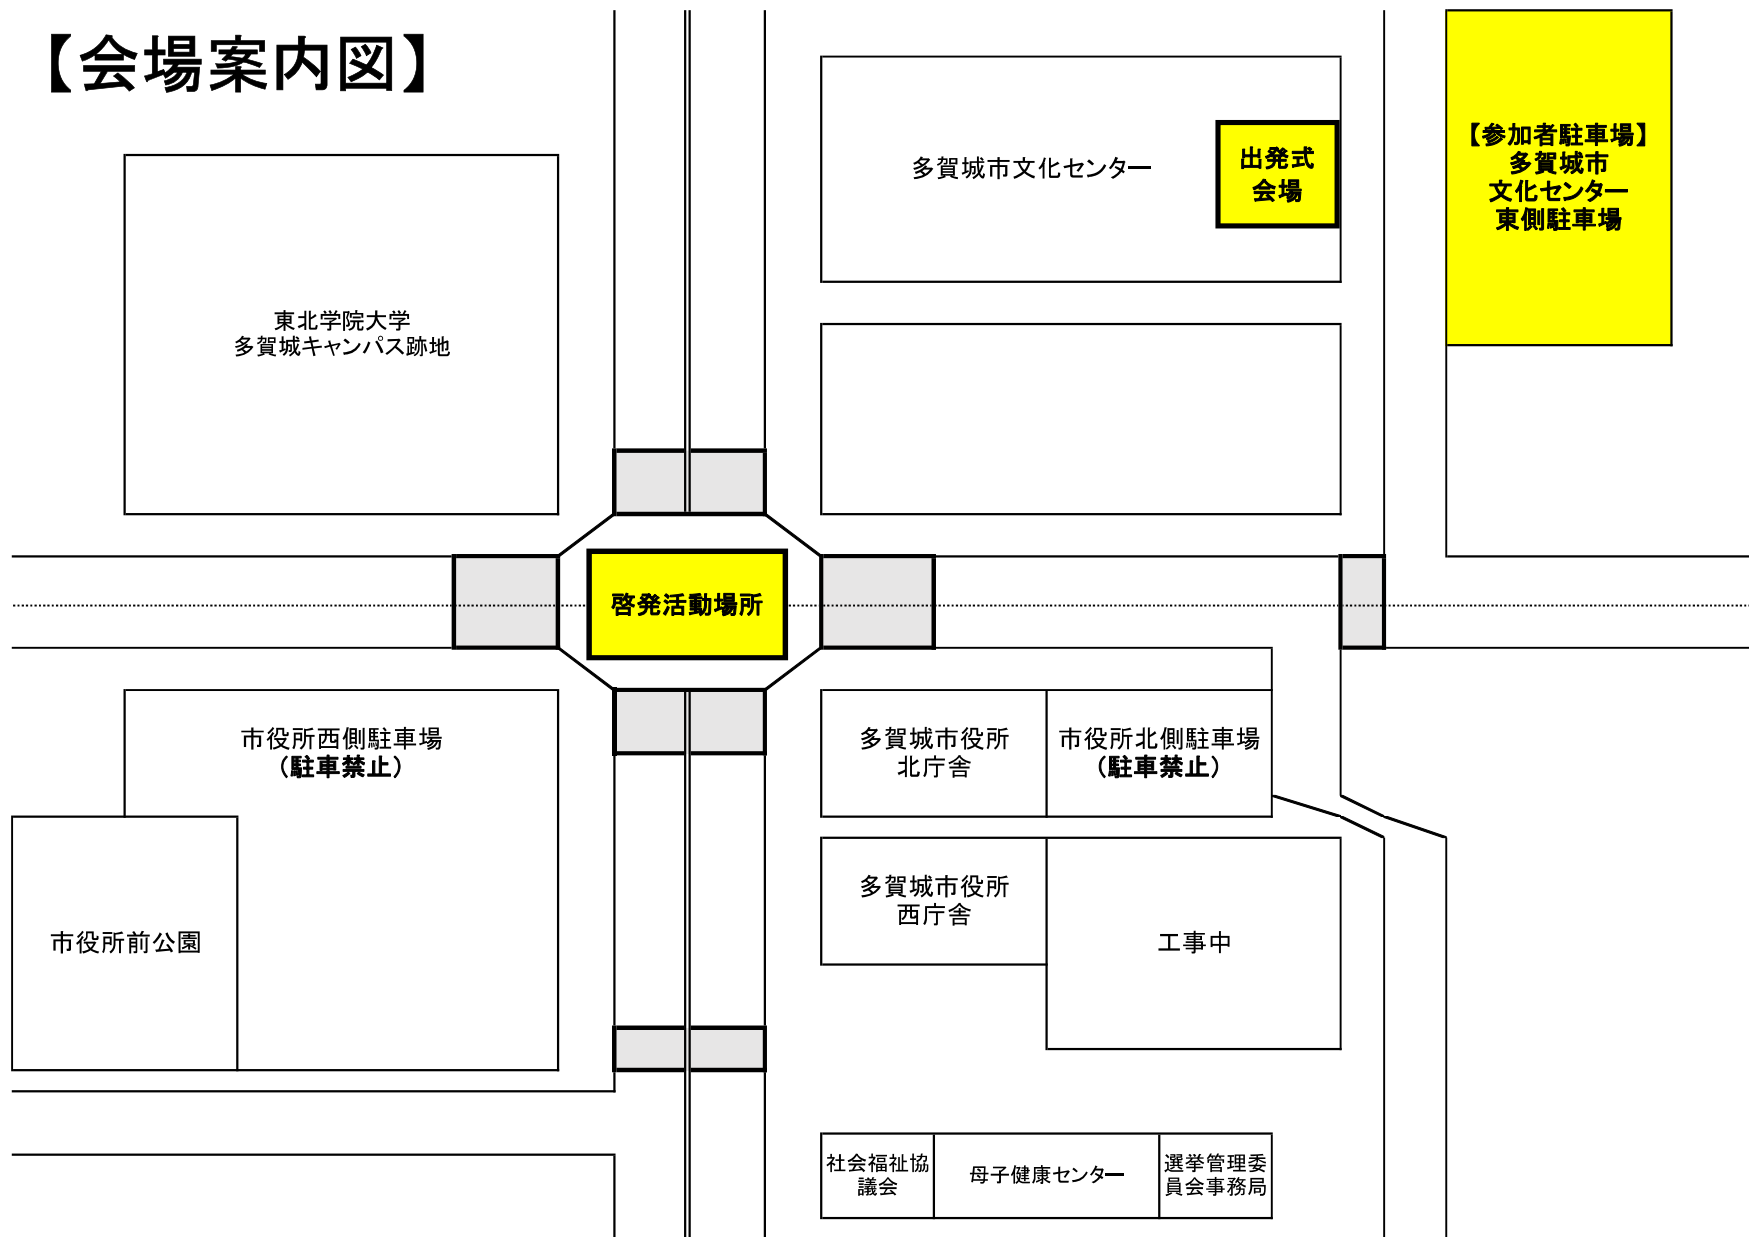 【会場案内図】
多賀城市文化センター
出発式
会場
【参加者駐車場】
多賀城市
文化センター
東側駐車場
東北学院大学
多賀城キャンパス跡地
啓発活動場所
市役所西側駐車場
(駐車禁止)
多賀城市役所
北庁舎
市役所北側駐車場
(駐車禁止)
多賀城市役所
西庁舎
市役所前公園
工事中
社会福祉協
議会
母子健康センター
選挙管理委
員会事務局